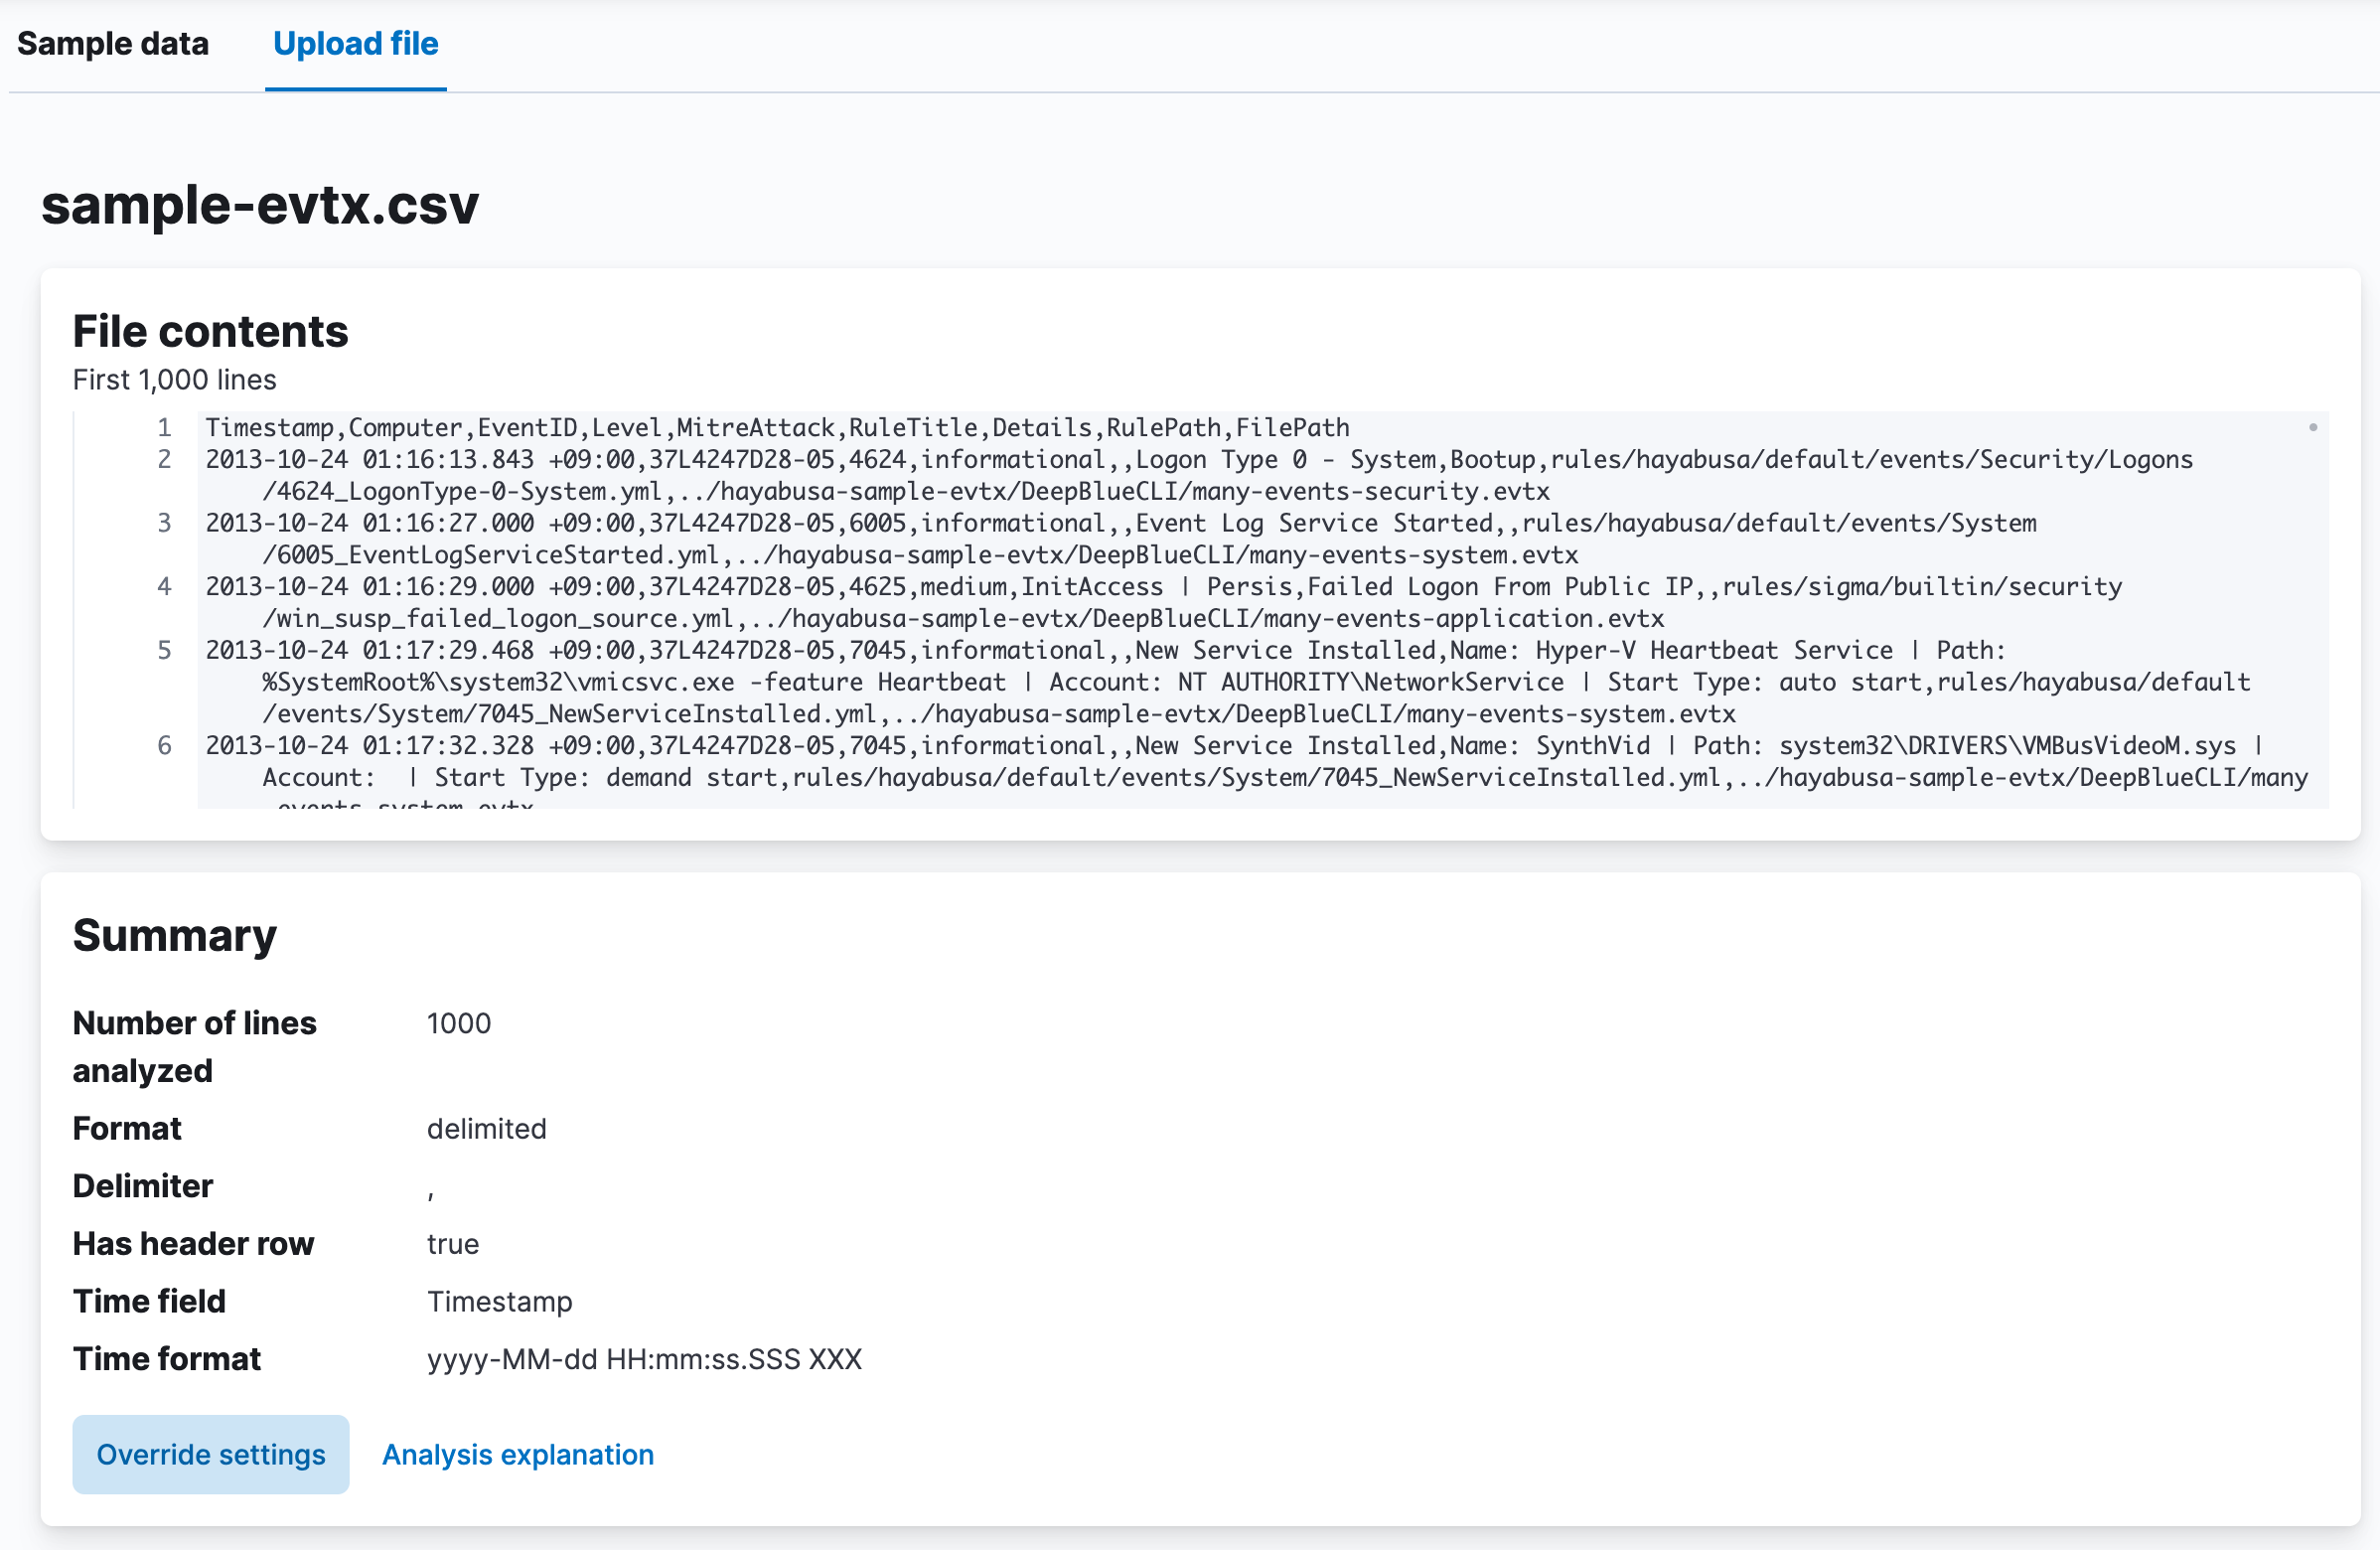 Sample data Upload file
sample-evtx.csv
File contents
First 1,000 lines
1 Timestamp,Computer,EventID,Level,MitreAttack,RuleTitle,Details,RulePath,FilePath
2 2013-10-24 01:16:13.843 +09:00,37L4247D28-05,4624,informational,,Logon Type 0 - System,Bootup,rules/hayabusa/default/events/Security/Logons
/4624_LogonType-0-System.yml,../hayabusa-sample-evtx/DeepBlueCLI/many-events-security.evtx
3 2013-10-24 01:16:27.000 +09:00,37L4247D28-05,6005,informational,,Event Log Service Started,,rules/hayabusa/default/events/System
/6005_EventLogServiceStarted.yml,../hayabusa-sample-evtx/DeepBlueCLI/many-events-system.evtx
4 2013-10-24 01:16:29.000 +09:00,37L4247D28-05,4625,medium,InitAccess | Persis,Failed Logon From Public IP,,rules/sigma/builtin/security
/win_susp_failed_logon_source.yml,../hayabusa-sample-evtx/DeepBlueCLI/many-events-application.evtx
5 2013-10-24 01:17:29.468 +09:00,37L4247D28-05,7045,informational,,New Service Installed,Name: Hyper-V Heartbeat Service | Path:
%SystemRoot%\system32\vmicsvc.exe -feature Heartbeat | Account: NT AUTHORITY\NetworkService | Start Type: auto start,rules/hayabusa/default
/events/System/7045_NewServiceInstalled.yml,../hayabusa-sample-evtx/DeepBlueCLI/many-events-system.evtx
6 2013-10-24 01:17:32.328 +09:00,37L4247D28-05,7045,informational,,New Service Installed,Name: SynthVid | Path: system32\DRIVERS\VMBusVideoM.sys |
Account:  | Start Type: demand start,rules/hayabusa/default/events/System/7045_NewServiceInstalled.yml,../hayabusa-sample-evtx/DeepBlueCLI/many
-events-system.evtx
Summary
Number of lines analyzed 1000
Format delimited
Delimiter ,
Has header row true
Time field Timestamp
Time format yyyy-MM-dd HH:mm:ss.SSS XXX
Override settings Analysis explanation